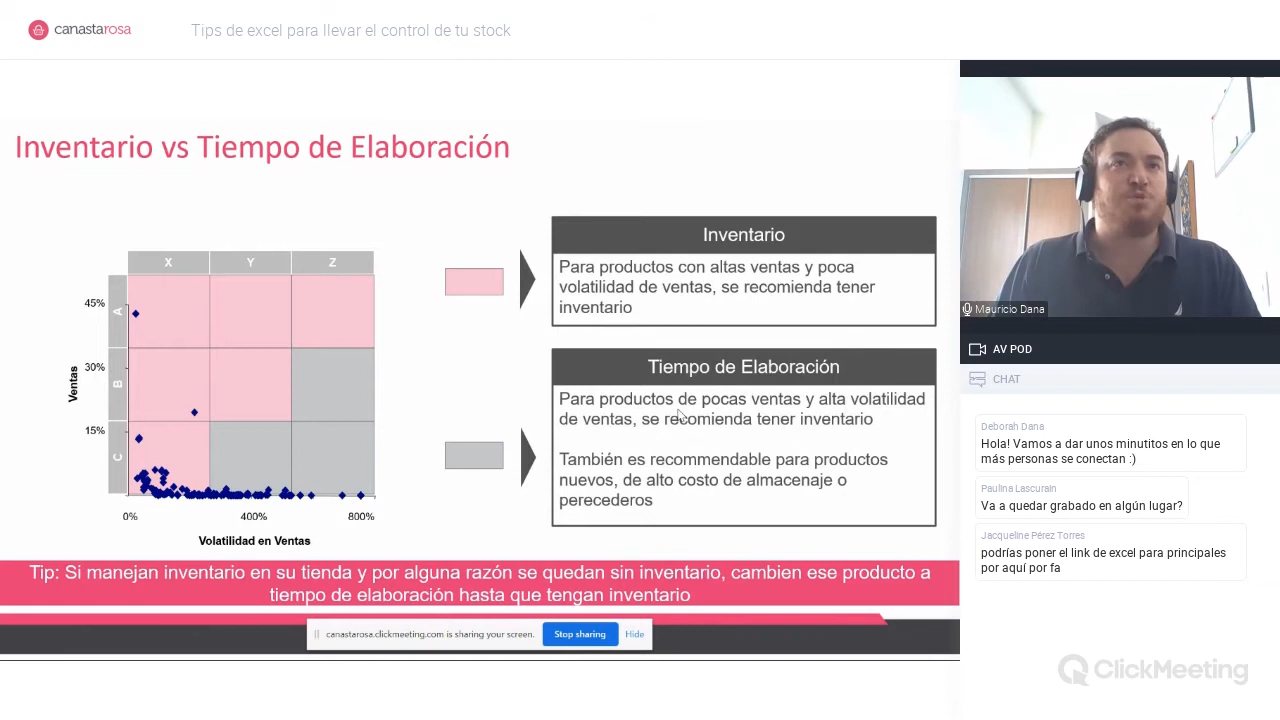 canastarosa
Tips de excel para llevar el control de tu stock
Inventario vs Tiempo de Elaboración
X Y Z
A
B
C
45%
30%
15%
Ventas
0% 400% 800%
Volatilidad en Ventas
Inventario
Para productos con altas ventas y poca
volatilidad de ventas, se recomienda tener
inventario
Tiempo de Elaboración
Para productos de pocas ventas y alta volatilidad
de ventas, se recomienda tener inventario
También es recommendable para productos
nuevos, de alto costo de almacenaje o
perecederos
Tip: Si manejan inventario en su tienda y por alguna razón se quedan sin inventario, cambien ese producto a
tiempo de elaboración hasta que tengan inventario
canastarosa.clickmeeting.com is sharing your screen.
Stop sharing
Hide
Mauricio Dana
AV POD
CHAT
Deborah Dana
Hola! Vamos a dar unos minutitos en lo que
más personas se conectan :)
Paulina Lascurain
Va a quedar grabado en algún lugar?
Jacqueline Pérez Torres
podrías poner el link de excel para principales
por aquí por fa
ClickMeeting